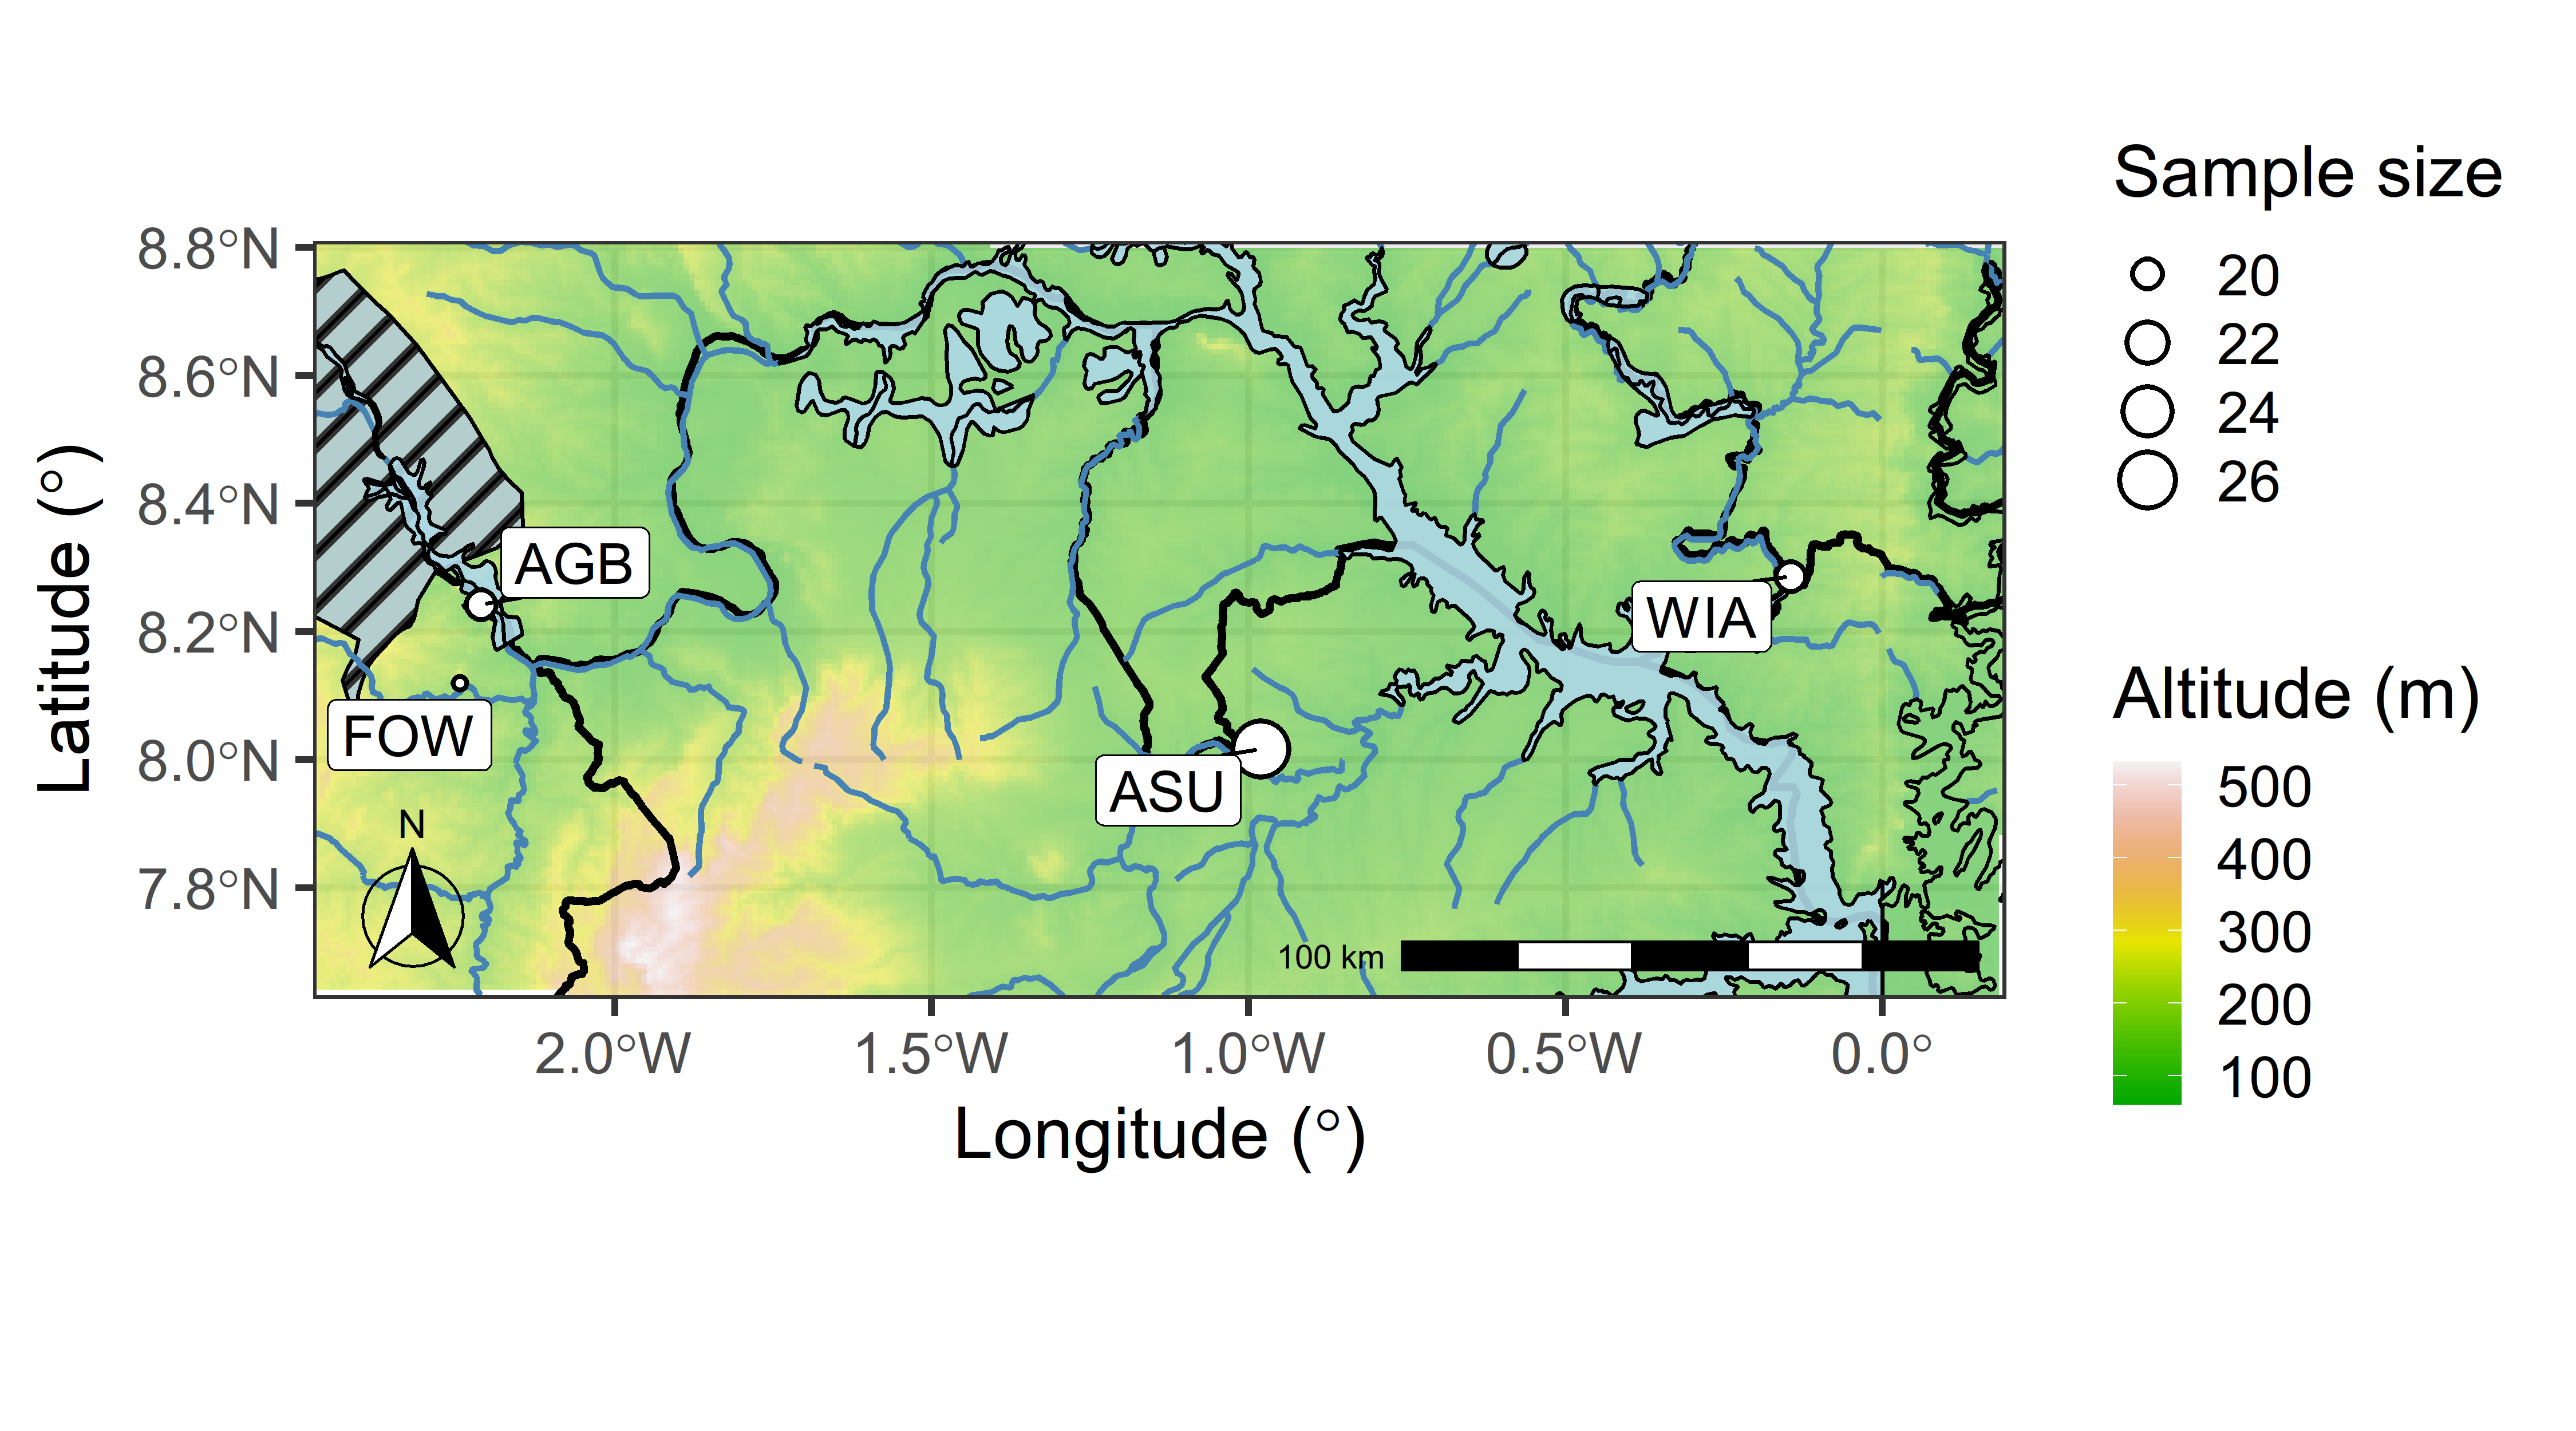 Sample size
20
22
24
26
Altitude (m)
500
400
300
200
100
Latitude (°)
8.8°N
8.6°N
8.4°N
8.2°N
8.0°N
7.8°N
AGB
WIA
FOW
ASU
N
100 km
2.0°W
1.5°W
1.0°W
0.5°W
0.0°
Longitude (°)